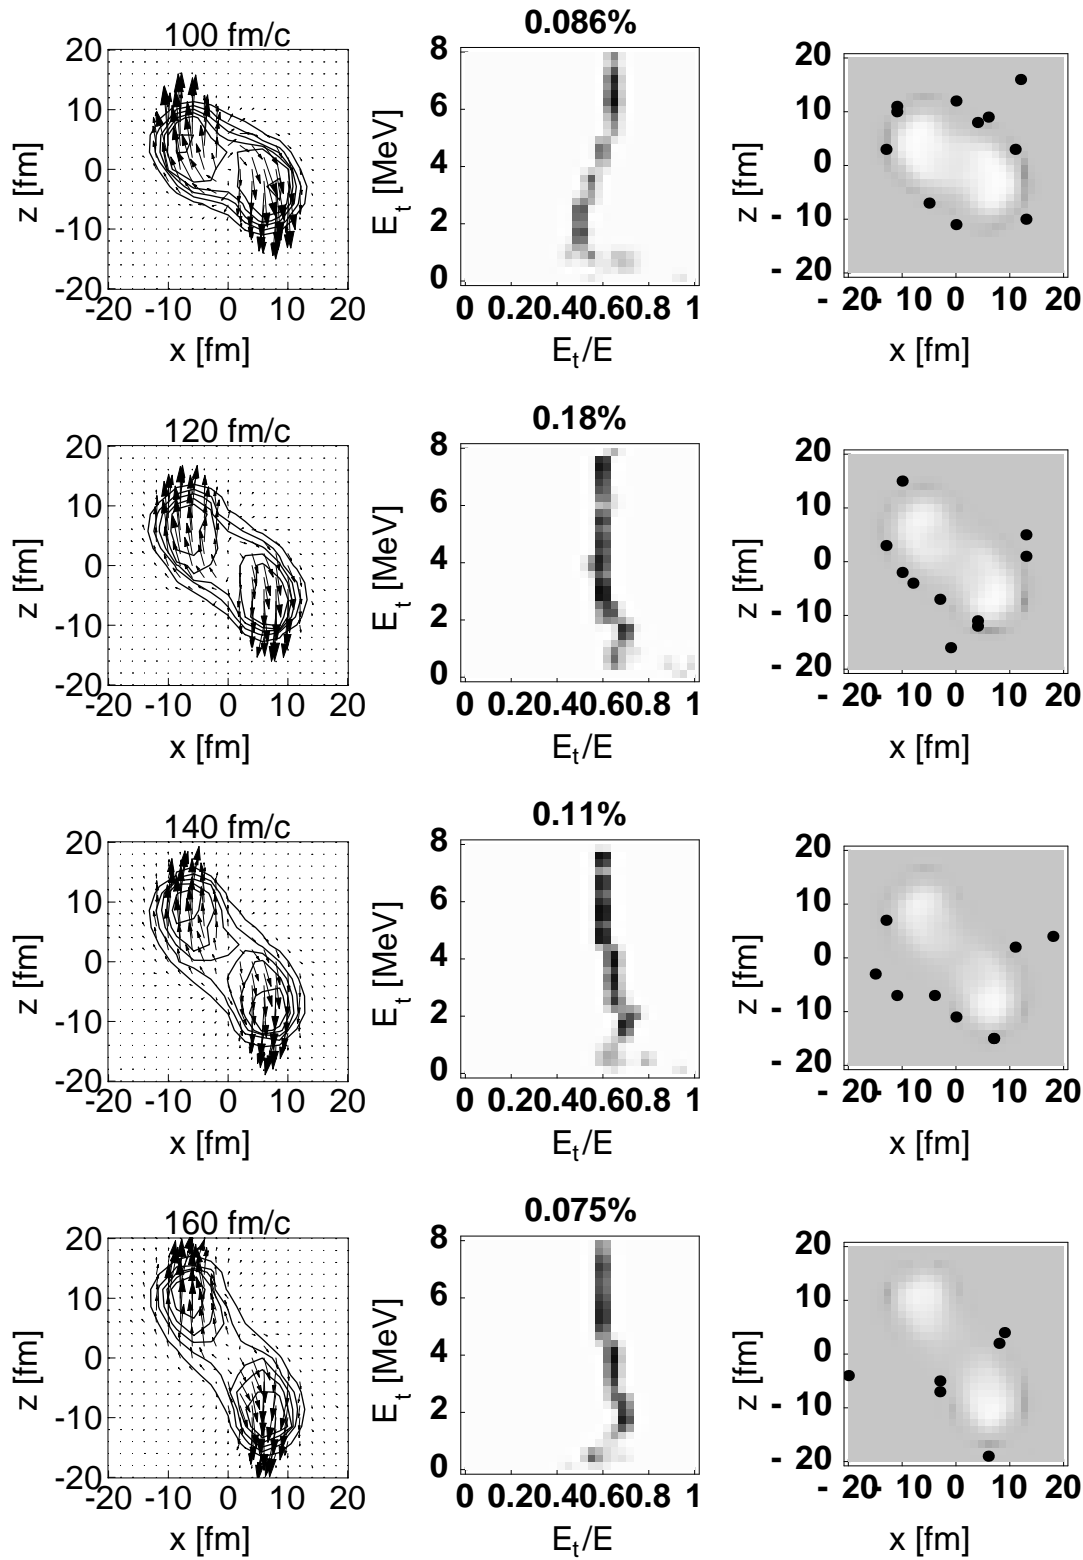 100 fm/c
0.086%
20
10
0
-10
-20
z [fm]
-20 -10 0 10 20
x [fm]
8
6
4
2
0
E_t [MeV]
0 0.20.40.60.8 1
E_t/E
20
10
0
- 10
- 20
z [fm]
- 20 - 10 0 10 20
x [fm]
120 fm/c
0.18%
20
10
0
-10
-20
z [fm]
-20 -10 0 10 20
x [fm]
8
6
4
2
0
E_t [MeV]
0 0.20.40.60.8 1
E_t/E
20
10
0
- 10
- 20
z [fm]
- 20 - 10 0 10 20
x [fm]
140 fm/c
0.11%
20
10
0
-10
-20
z [fm]
-20 -10 0 10 20
x [fm]
8
6
4
2
0
E_t [MeV]
0 0.20.40.60.8 1
E_t/E
20
10
0
- 10
- 20
z [fm]
- 20 - 10 0 10 20
x [fm]
160 fm/c
0.075%
20
10
0
-10
-20
z [fm]
-20 -10 0 10 20
x [fm]
8
6
4
2
0
E_t [MeV]
0 0.20.40.60.8 1
E_t/E
20
10
0
- 10
- 20
z [fm]
- 20 - 10 0 10 20
x [fm]